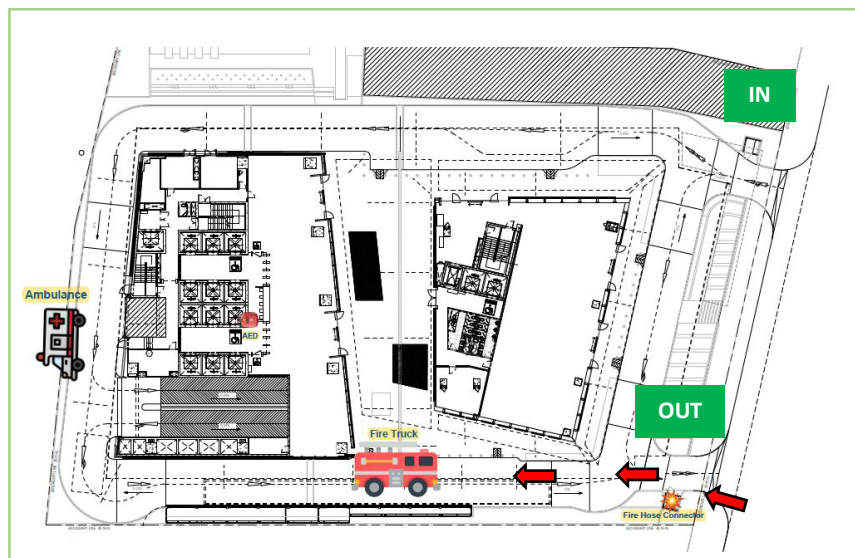 IN
Ambulance
AED
OUT
Fire Truck
Fire Hose Connector